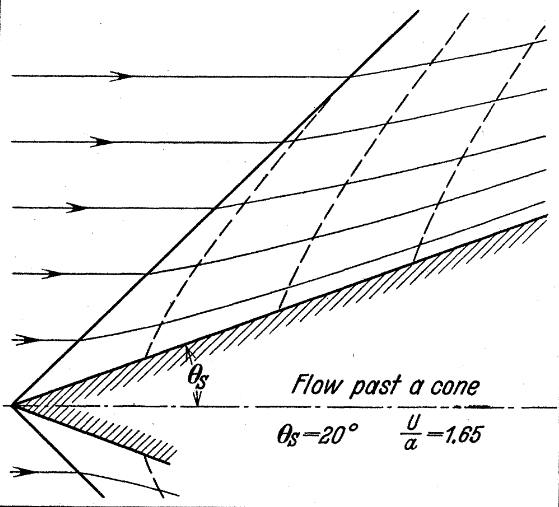 θs
Flow past a cone
θs=20° U/a=1.65